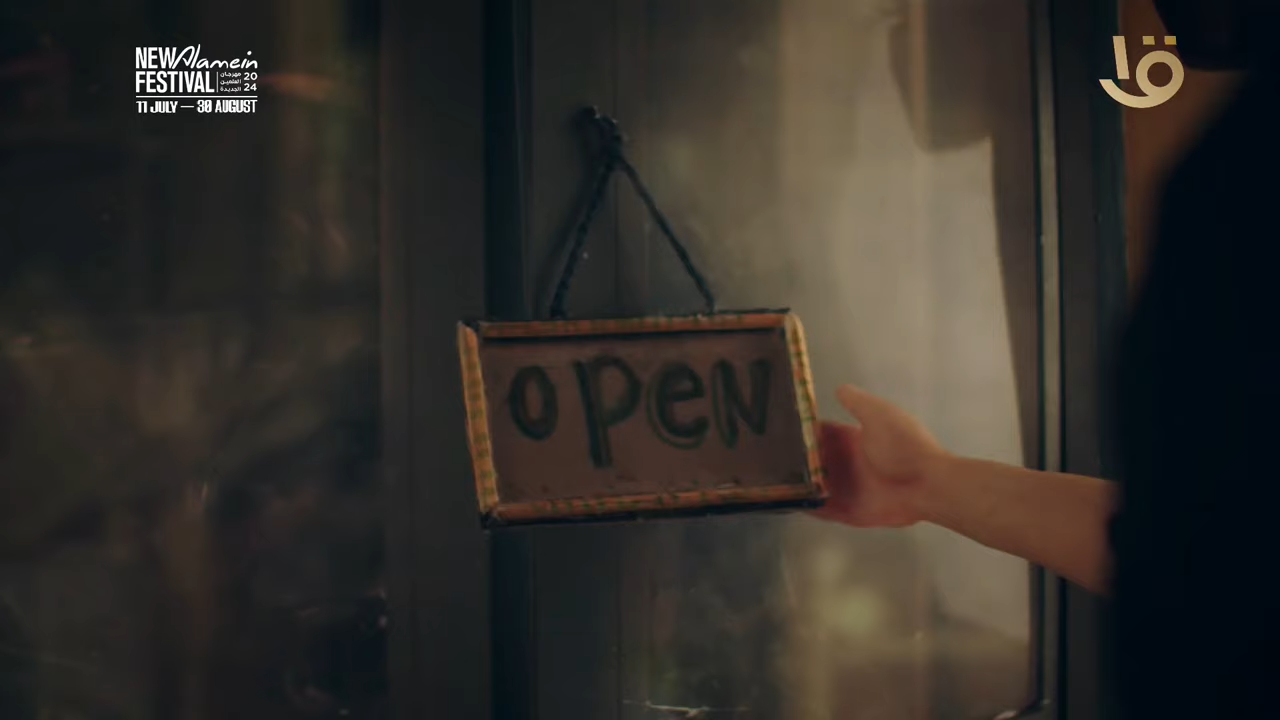 NEW Alamein
FESTIVAL
مهرجان
العلمين
الجديدة
20
24
11 JULY — 30 AUGUST
open